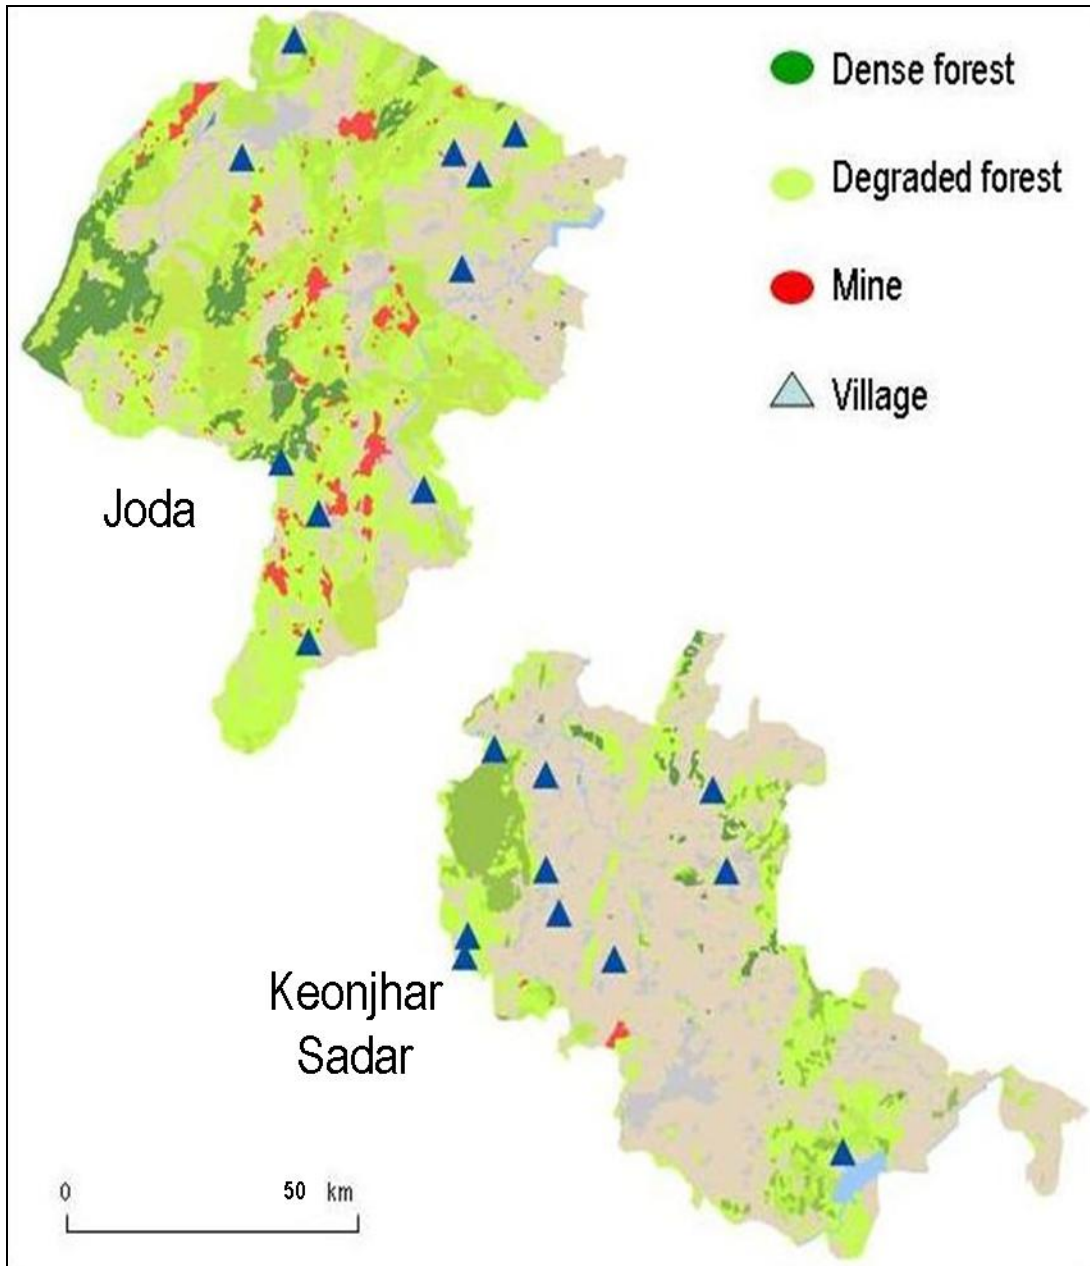 Dense forest
Degraded forest
Mine
Village
Joda
Keonjhar
Sadar
0 50 km